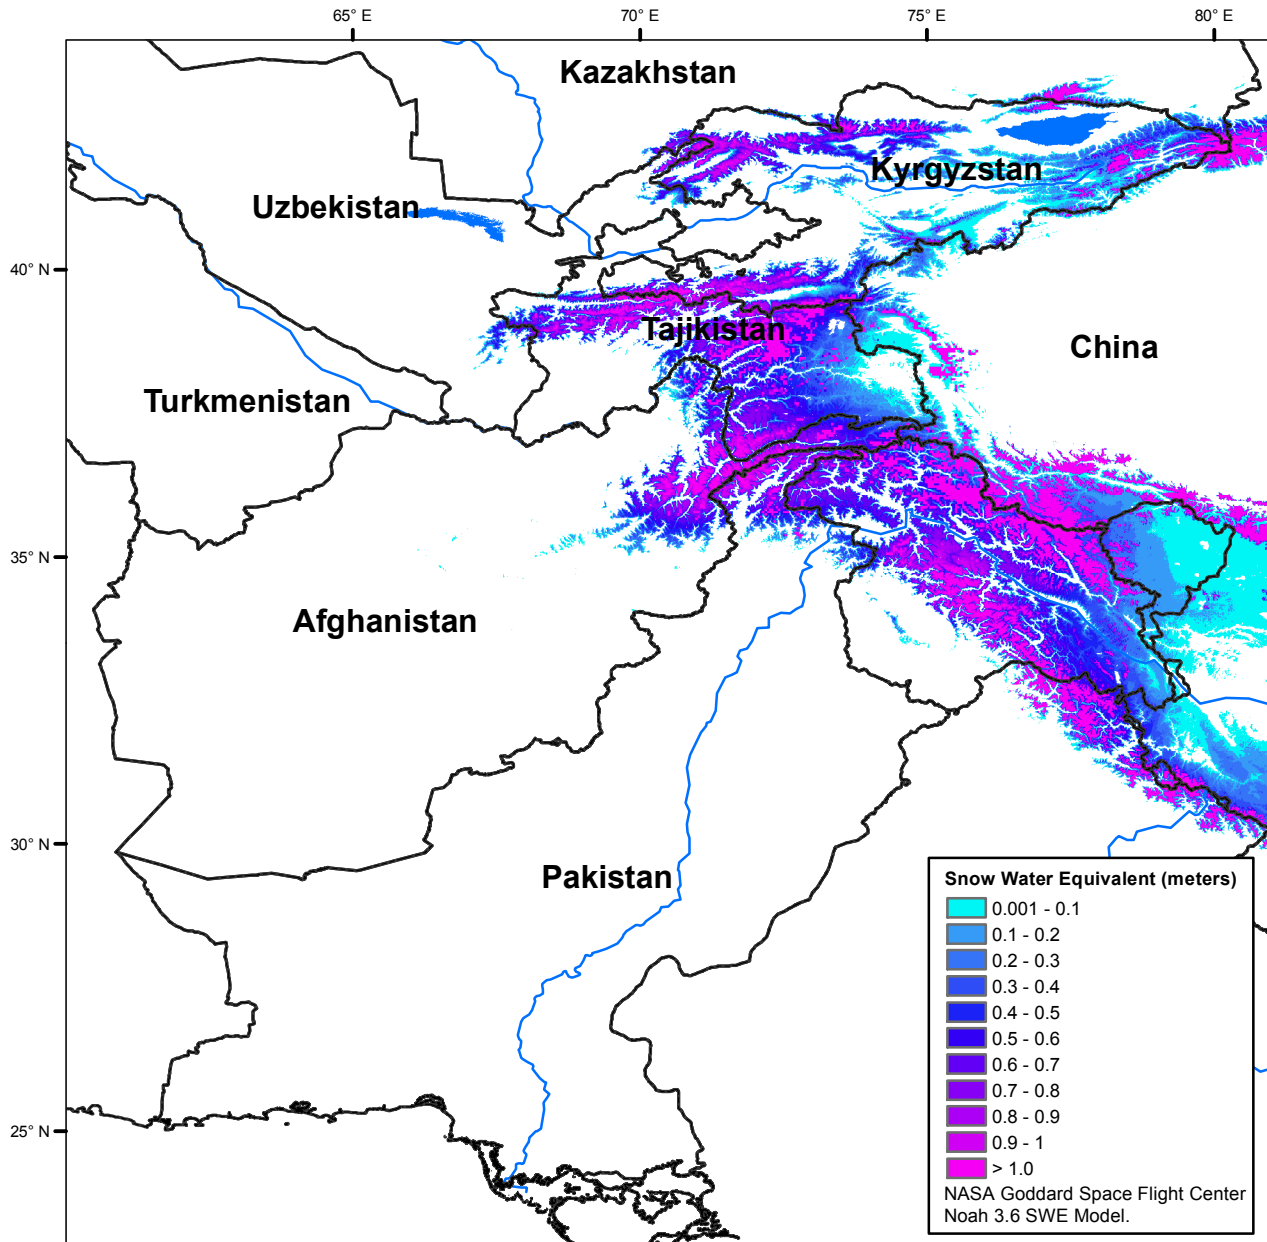 65° E
70° E
75° E
80° E
Kazakhstan
Kyrgyzstan
Uzbekistan
40° N
Tajikistan
China
Turkmenistan
35° N
Afghanistan
30° N
Pakistan
25° N
Snow Water Equivalent (meters)
0.001 - 0.1
0.1 - 0.2
0.2 - 0.3
0.3 - 0.4
0.4 - 0.5
0.5 - 0.6
0.6 - 0.7
0.7 - 0.8
0.8 - 0.9
0.9 - 1
> 1.0
NASA Goddard Space Flight Center
Noah 3.6 SWE Model.